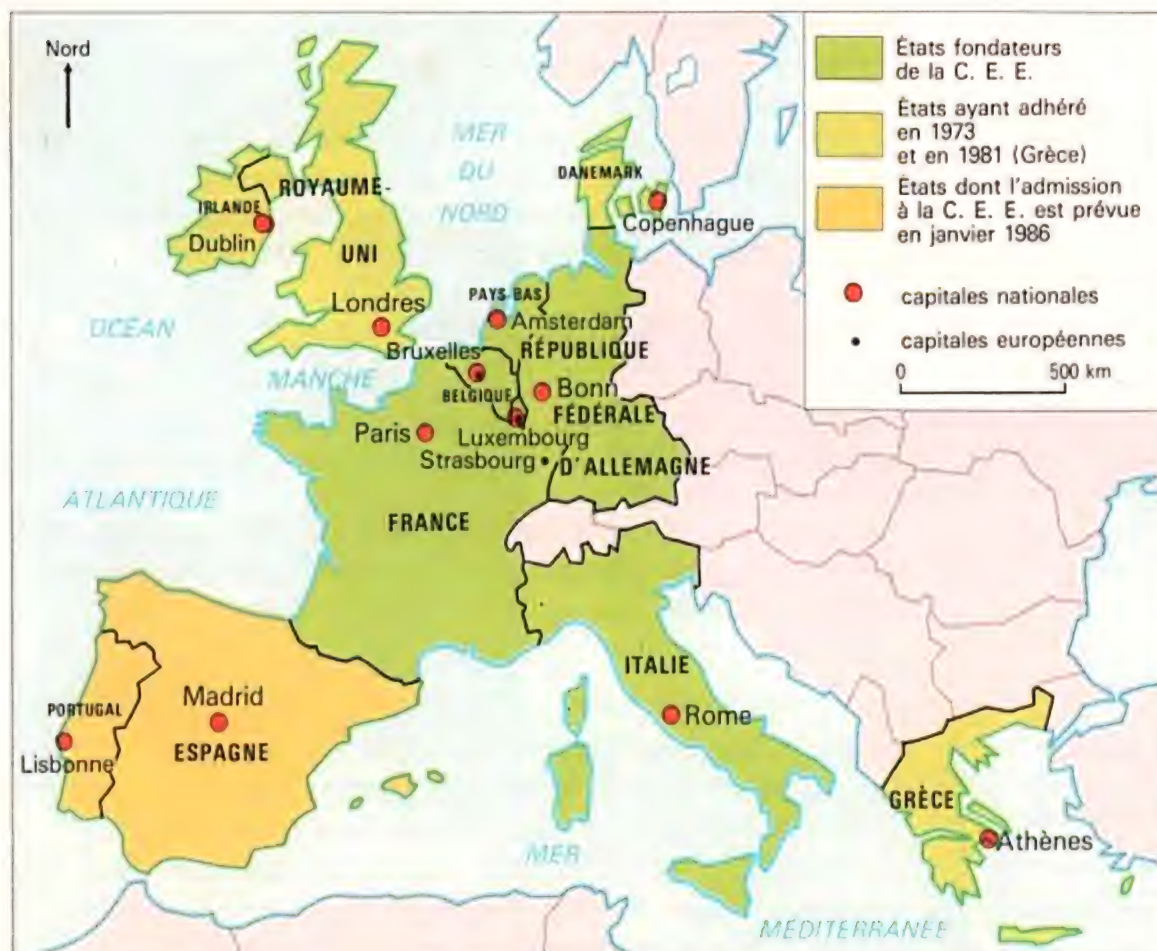 Nord
États fondateurs
de la C. E. E.
États ayant adhéré
en 1973
et en 1981 (Grèce)
États dont l'admission
à la C. E. E. est prévue
en janvier 1986
capitales nationales
capitales européennes
0 500 km
MER
DU
NORD
DANEMARK
Copenhague
ROYAUME-
UNI
IRLANDE
Dublin
Londres
OCÉAN
ATLANTIQUE
MANCHE
PAYS-BAS
Amsterdam
Bruxelles
BELGIQUE
RÉPUBLIQUE
FÉDÉRALE
D'ALLEMAGNE
Bonn
Luxembourg
Strasbourg
Paris
FRANCE
PORTUGAL
Lisbonne
Madrid
ESPAGNE
ITALIE
Rome
GRÈCE
Athènes
MER
MÉDITERRANÉE